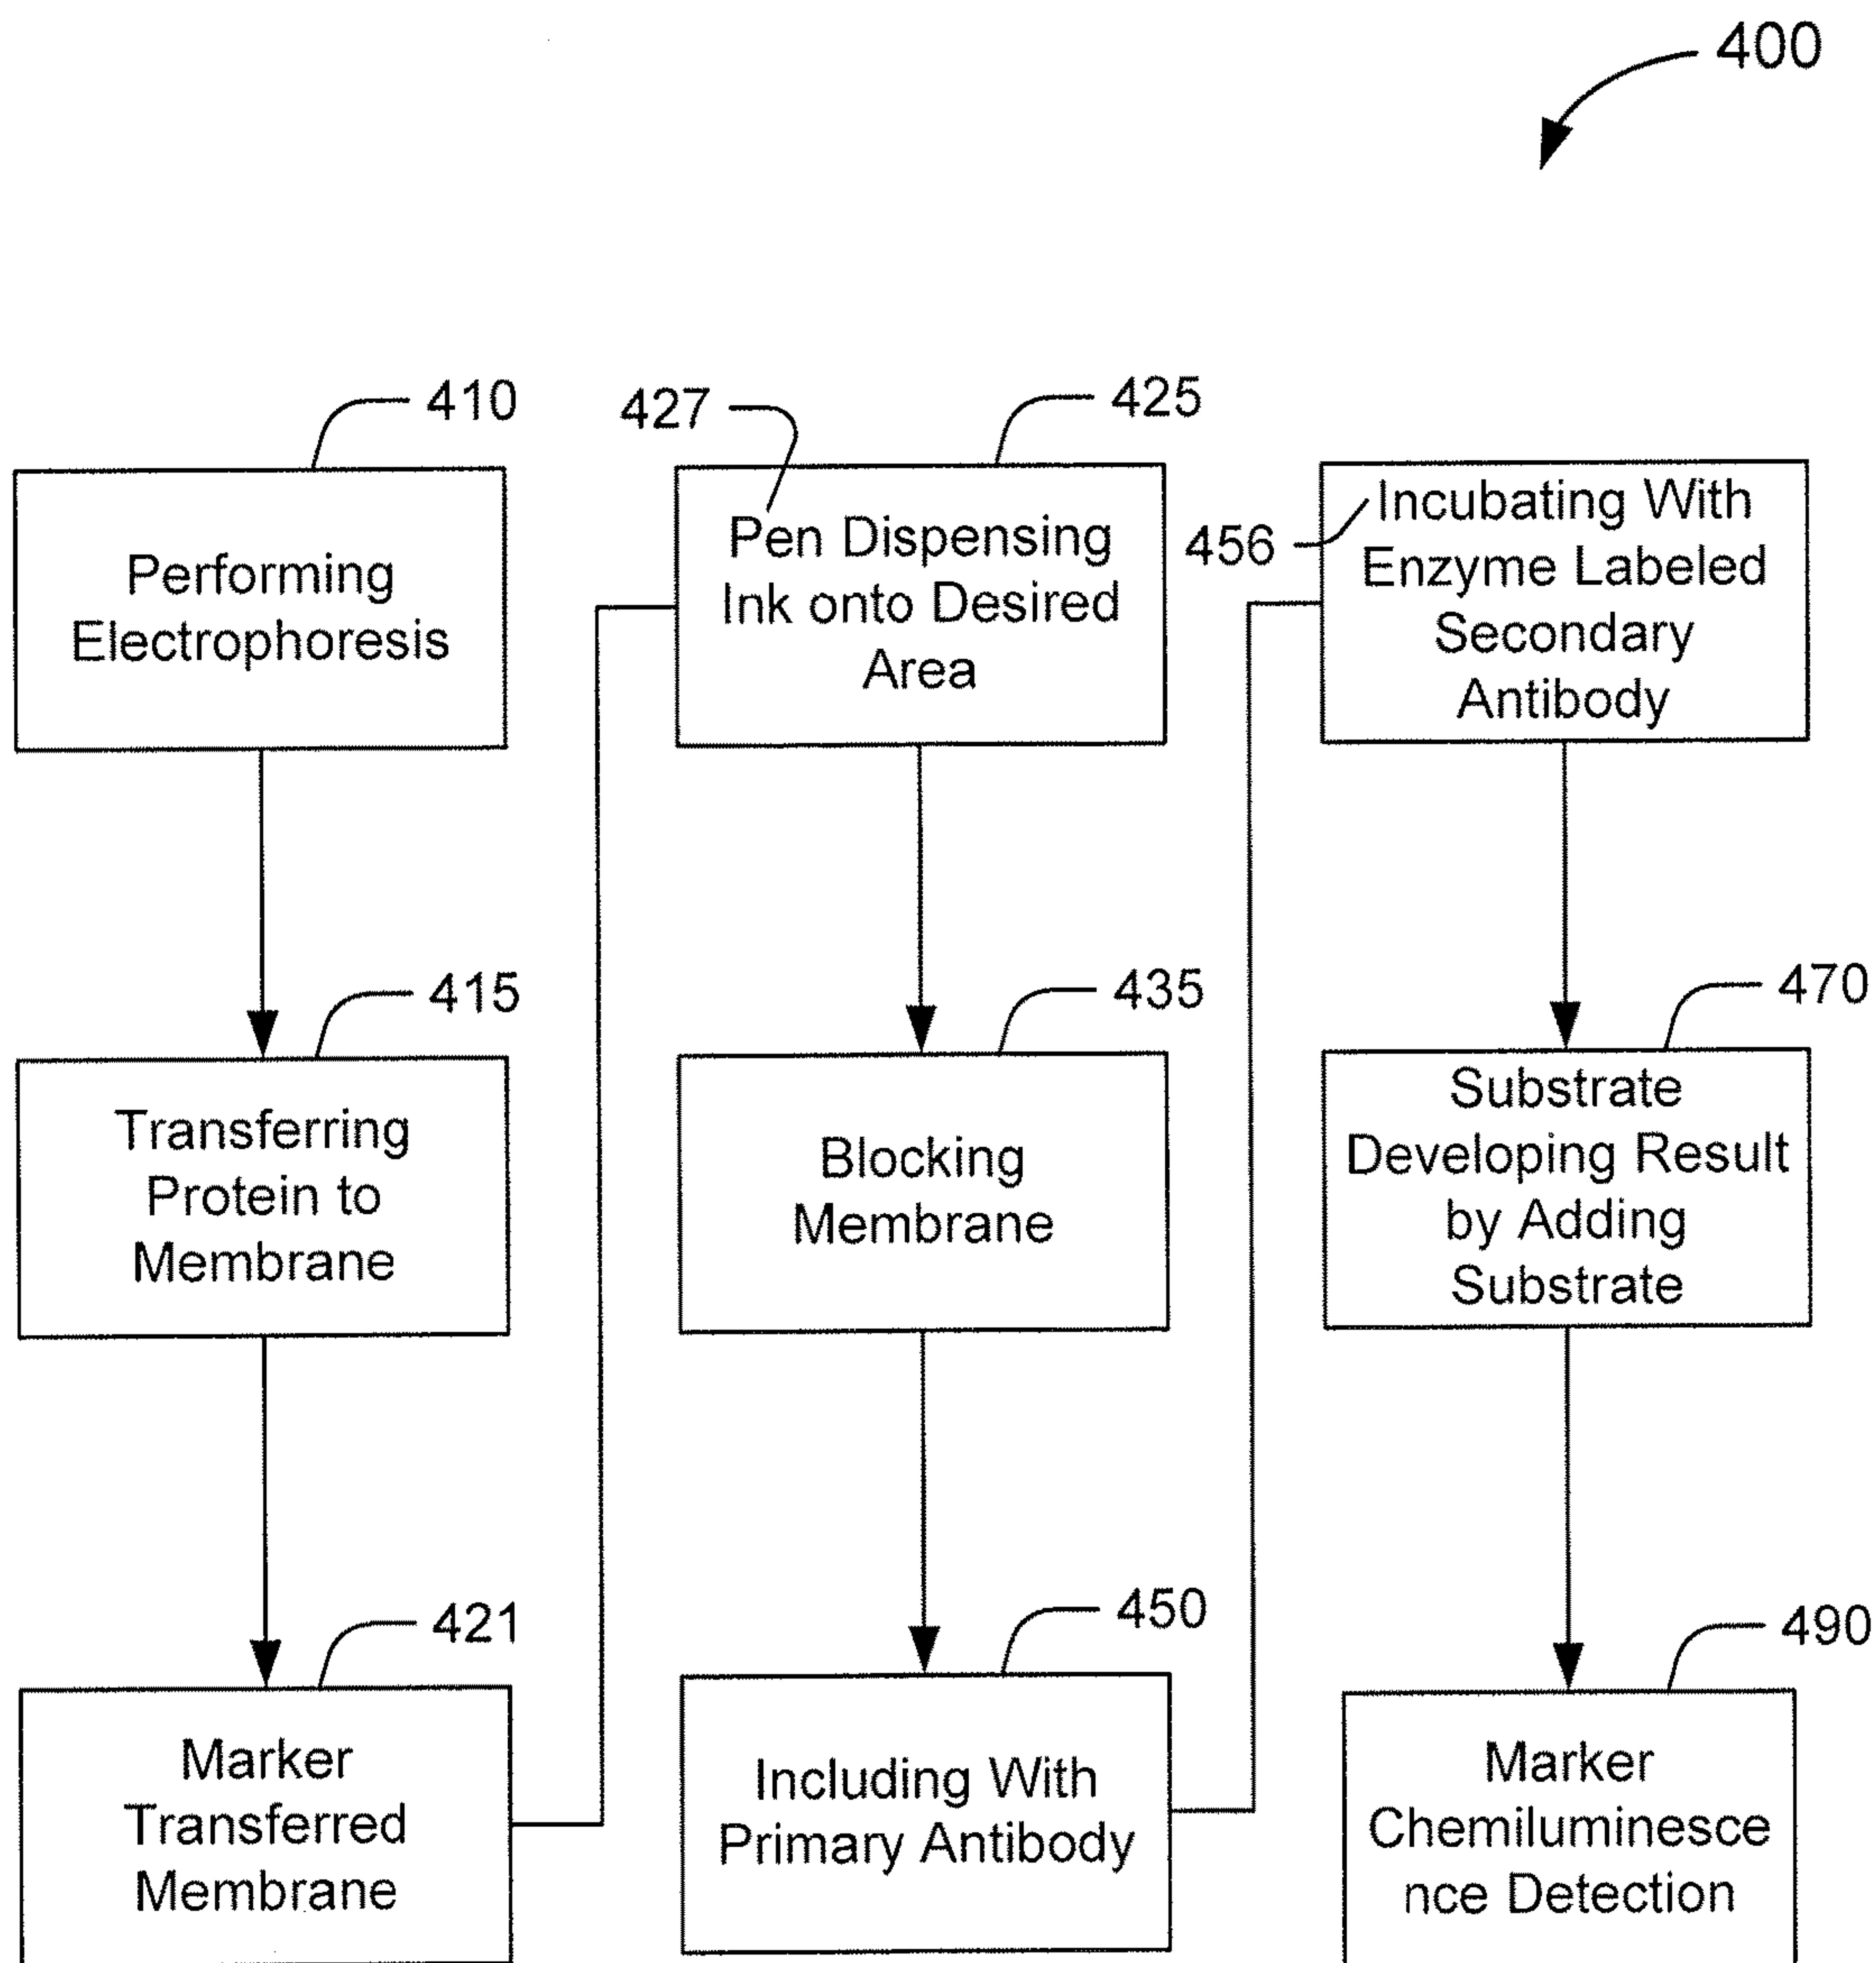 400
410
Performing
Electrophoresis
415
Transferring
Protein to
Membrane
421
Marker
Transferred
Membrane
427
425
Pen Dispensing
Ink onto Desired
Area
435
Blocking
Membrane
450
Including With
Primary Antibody
456
Incubating With
Enzyme Labeled
Secondary
Antibody
470
Substrate
Developing Result
by Adding
Substrate
490
Marker
Chemiluminesce
nce Detection